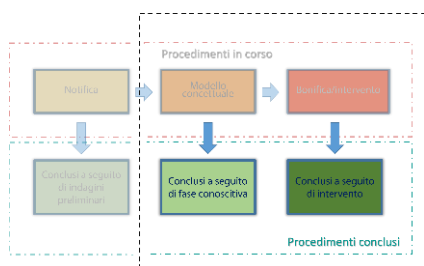 Procedimenti in corso
Notifica
Modello
concettuale
Bonifica/Intervento
Conclusi a seguito
di indagini
preliminari
Conclusi a seguito
di fase conoscitiva
Conclusi a seguito
di intervento
Procedimenti conclusi